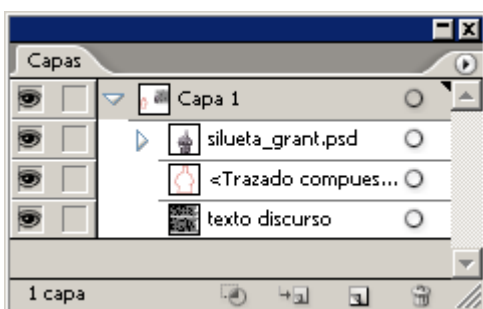 Capas
Capa 1
silueta_grant.psd
<Trazado compues...
texto discurso
1 capa